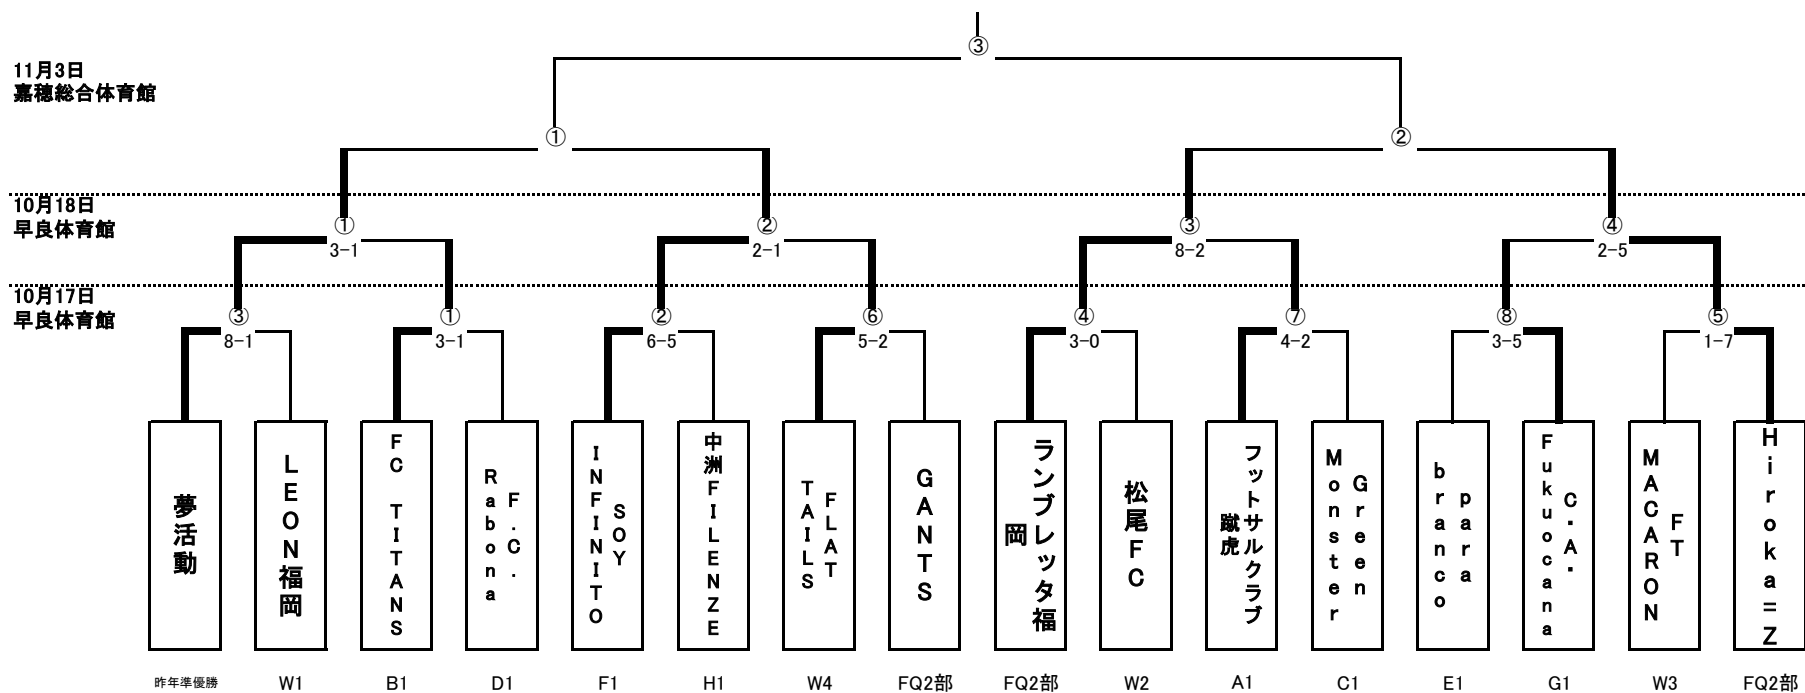 ③
11月3日
嘉穂総合体育館
①
②
10月18日
早良体育館
①
②
③
④
3-1
2-1
8-2
2-5
10月17日
早良体育館
③
①
②
⑥
④
⑦
⑧
⑤
8-1
3-1
6-5
5-2
3-0
4-2
3-5
1-7
夢活動
LEON福岡
FC TITANS
F.C.
Rabona
SOY
INFINITO
中洲FILENZE
FLAT
TAILS
GANTS
ランブレッタ福
岡
松尾FC
フットサルクラブ
蹴虎
Green
Monster
para
branco
C.A.
Fukuocana
FT
MACARON
Hiroka=Z
昨年準優勝
W1
B1
D1
F1
H1
W4
FQ2部
FQ2部
W2
A1
C1
E1
G1
W3
FQ2部